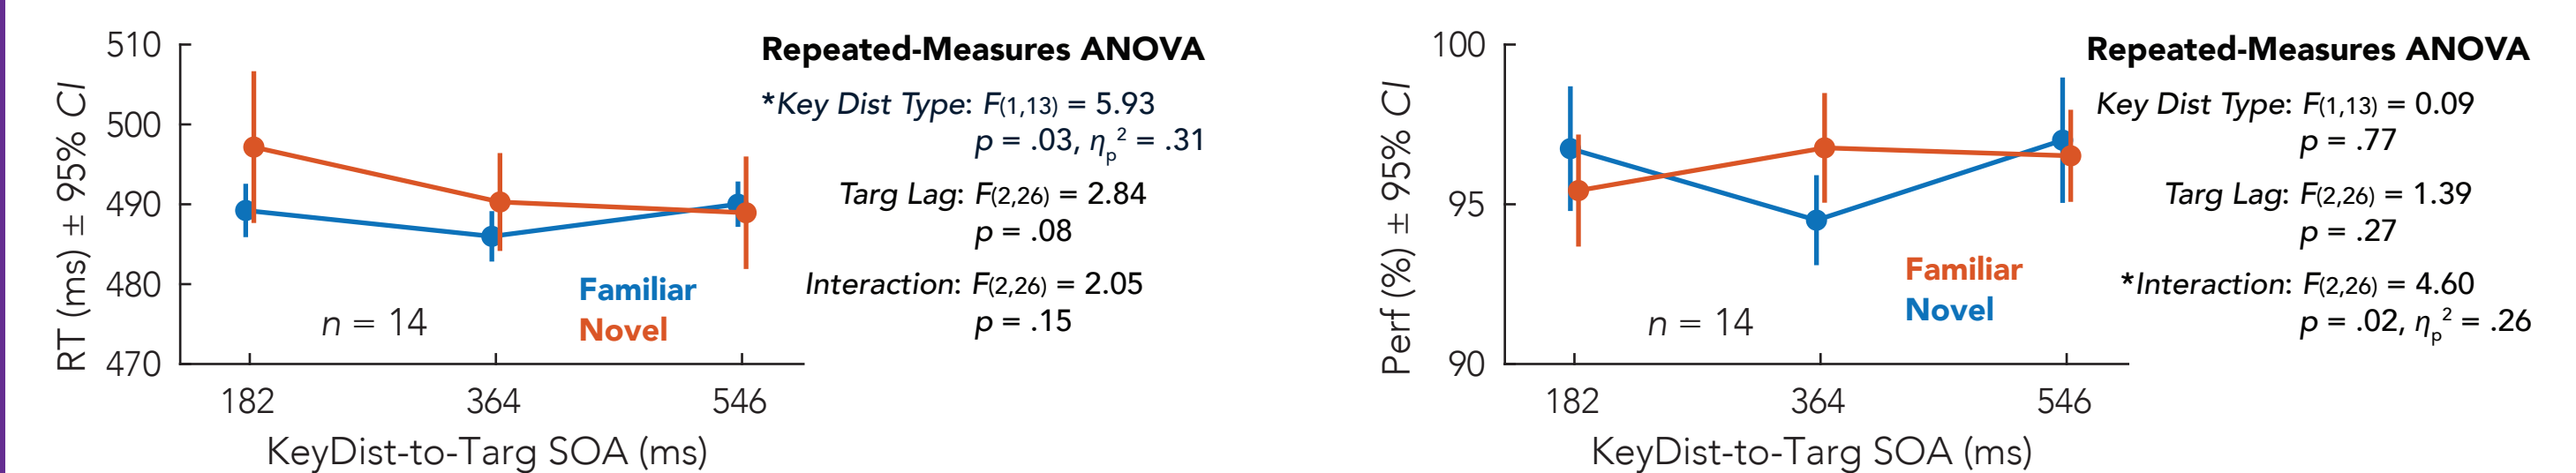 510
500
490
480
470
RT (ms) ± 95% CI
182
364
546
KeyDist-to-Targ SOA (ms)
n = 14
Familiar
Novel
Repeated-Measures ANOVA
*Key Dist Type: F(1,13) = 5.93
p = .03, ηp² = .31
Targ Lag: F(2,26) = 2.84
p = .08
Interaction: F(2,26) = 2.05
p = .15
100
95
90
Perf (%) ± 95% CI
182
364
546
KeyDist-to-Targ SOA (ms)
n = 14
Familiar
Novel
Repeated-Measures ANOVA
Key Dist Type: F(1,13) = 0.09
p = .77
Targ Lag: F(2,26) = 1.39
p = .27
*Interaction: F(2,26) = 4.60
p = .02, ηp² = .26